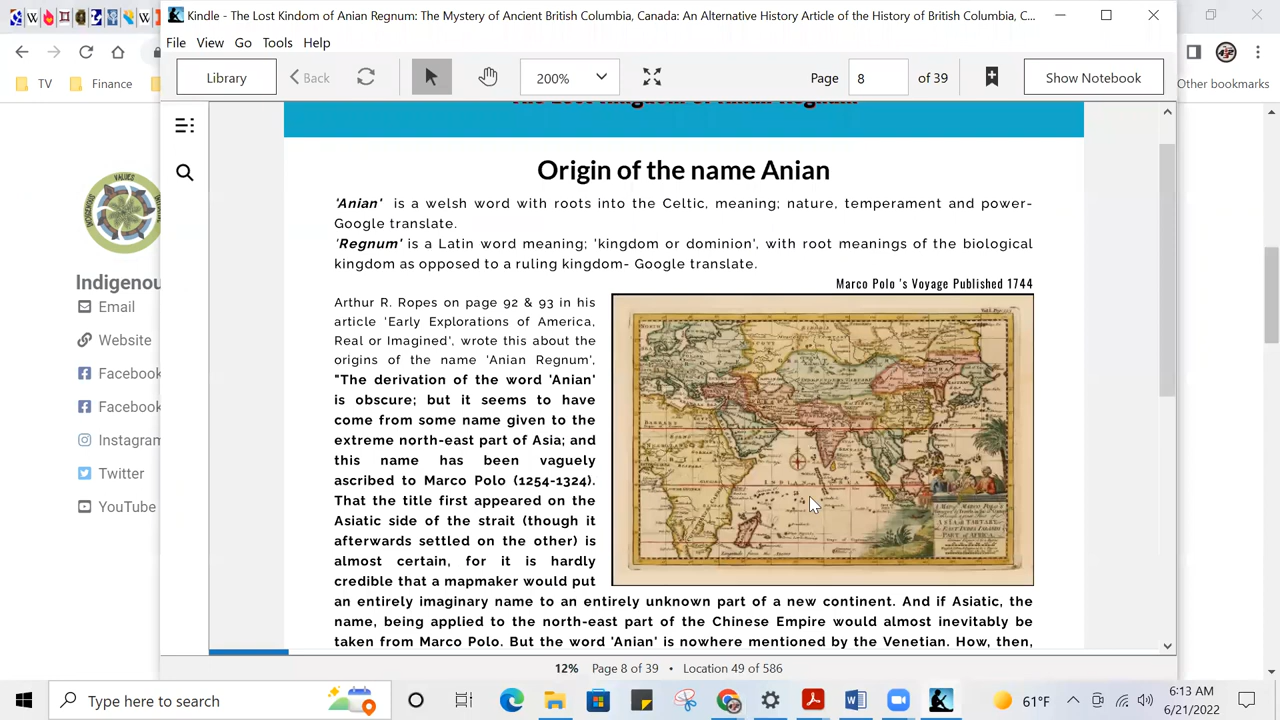 Kindle - The Lost Kindom of Anian Regnum: The Mystery of Ancient British Columbia, Canada: An Alternative History Article of the History of British Columbia, C...
File View Go Tools Help
Library
Back
200%
Page 8 of 39
Show Notebook
TV
Finance
Other bookmarks
The Lost Kingdom of Anian Regnum
Origin of the name Anian
'Anian' is a welsh word with roots into the Celtic, meaning; nature, temperament and power-
Google translate.
'Regnum' is a Latin word meaning; 'kingdom or dominion', with root meanings of the biological
kingdom as opposed to a ruling kingdom- Google translate.
Marco Polo 's Voyage Published 1744
Arthur R. Ropes on page 92 & 93 in his
article 'Early Explorations of America,
Real or Imagined', wrote this about the
origins of the name 'Anian Regnum',
"The derivation of the word 'Anian'
is obscure; but it seems to have
come from some name given to the
extreme north-east part of Asia; and
this name has been vaguely
ascribed to Marco Polo (1254-1324).
That the title first appeared on the
Asiatic side of the strait (though it
afterwards settled on the other) is
almost certain, for it is hardly
credible that a mapmaker would put
an entirely imaginary name to an entirely unknown part of a new continent. And if Asiatic, the
name, being applied to the north-east part of the Chinese Empire would almost inevitably be
taken from Marco Polo. But the word 'Anian' is nowhere mentioned by the Venetian. How, then,
VALUES
INDIGENOUS
Indigenou
Email
Website
Facebook
Facebook
Instagram
Twitter
YouTube
12% Page 8 of 39 • Location 49 of 586
Type here to search
61°F
6:13 AM
6/21/2022